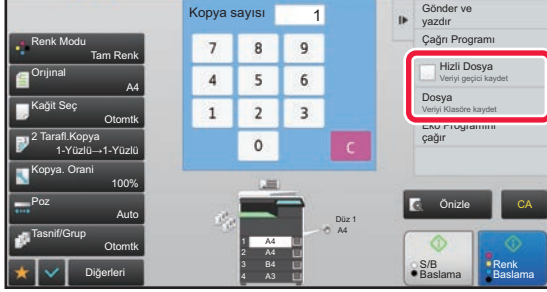 Kopya sayısı 1
7 8 9
4 5 6
1 2 3
0 C
Renk Modu
Tam Renk
Orijinal
A4
Kağit Seç
Otomtk
2 Tarafl.Kopya
1-Yüzlü→1-Yüzlü
Kopya. Orani
100%
Poz
Auto
Tasnif/Grup
Otomtk
Diğerleri
Düz 1
A4
1 A4
2 A4
3 B4
4 A3
Gönder ve
yazdır
Çağrı Programı
Hizli Dosya
Veriyi geçici kaydet
Dosya
Veriyi Klasöre kaydet
Eko Programını
çağır
Önizle
CA
S/B
Baslama
Renk
Baslama